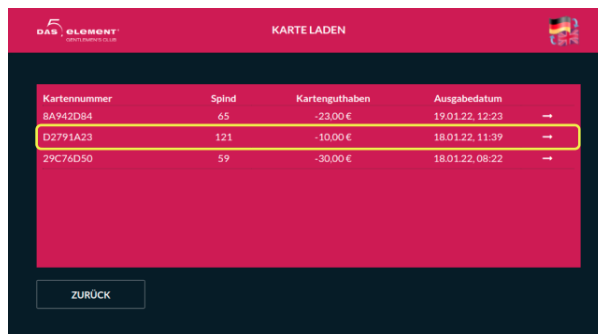 DAS 5 ELEMENT
GENTLEMEN'S CLUB
KARTE LADEN
Kartennummer Spind Kartenguthaben Ausgabedatum
8A942D84 65 -23,00 € 19.01.22, 12:23 →
D2791A23 121 -10,00 € 18.01.22, 11:39 →
29C76D50 59 -30,00 € 18.01.22, 08:22 →
ZURÜCK